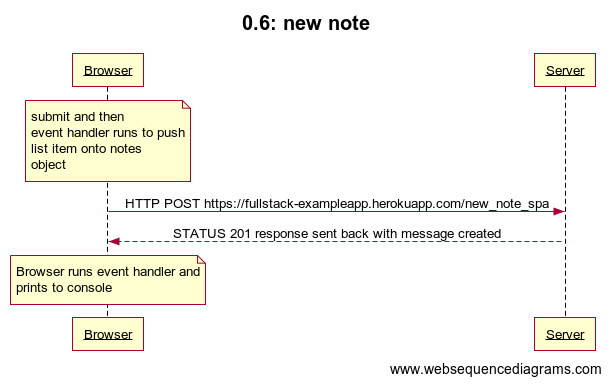 0.6: new note
Browser
Server
submit and then
event handler runs to push
list item onto notes
object
HTTP POST https://fullstack-exampleapp.herokuapp.com/new_note_spa
STATUS 201 response sent back with message created
Browser runs event handler and
prints to console
Browser
Server
www.websequencediagrams.com